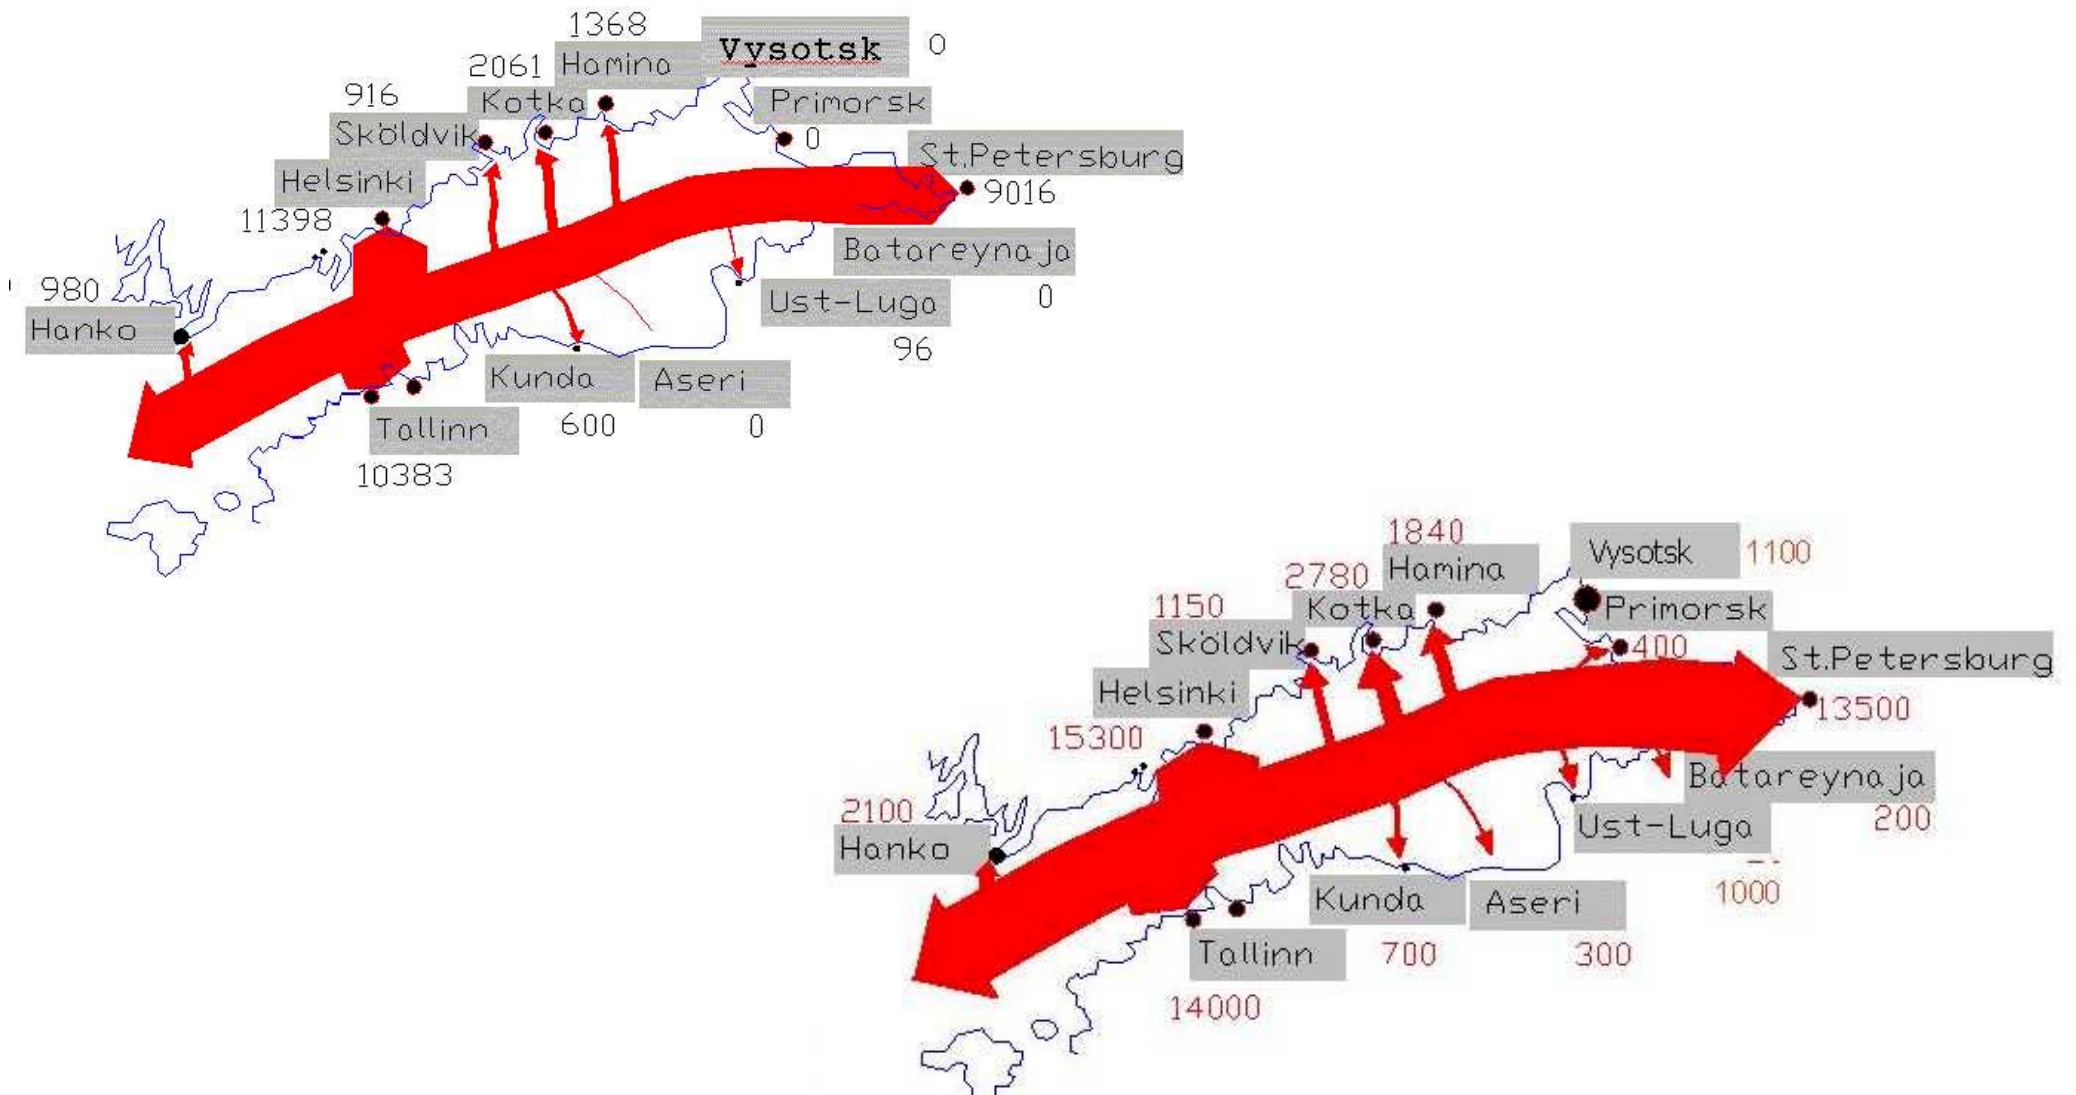 1368
Vysotsk
0
2061
Hamina
916
Kotka
Primorsk
Sköldvik
0
St.Petersburg
Helsinki
9016
11398
Batareynaja
980
Ust-Luga
0
Hanko
96
Kunda
Aseri
Tallinn
600
0
10383
1840
Vysotsk
1100
2780
Hamina
1150
Kotka
Primorsk
Sköldvik
400
St.Petersburg
Helsinki
13500
15300
Batareynaja
2100
200
Ust-Luga
Hanko
1000
Kunda
Aseri
Tallinn
700
300
14000